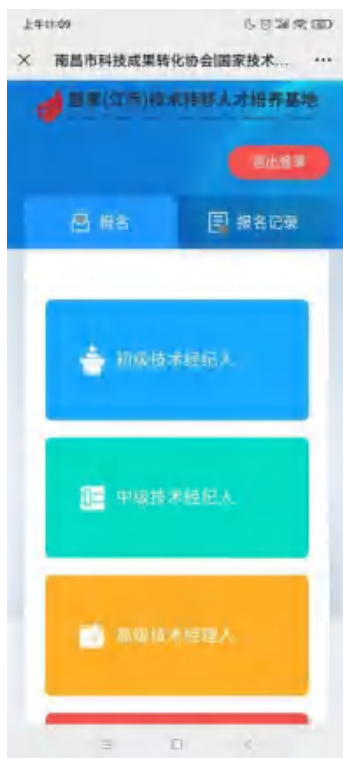 上午11:09
南昌市科技成果转化协会国家技术...
国家(江西)技术转移人才培养基地
退出登录
报名
报名记录
初级技术经纪人
中级技术经纪人
高级技术经理人